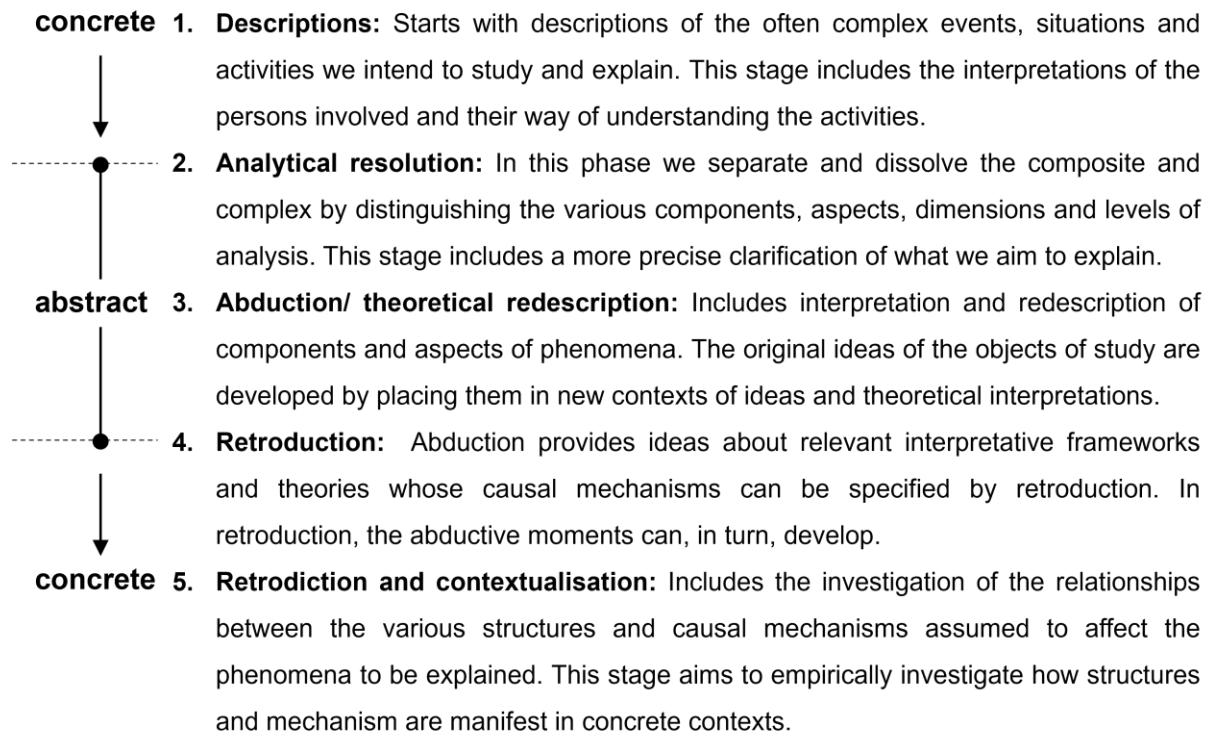 concrete 1. Descriptions: Starts with descriptions of the often complex events, situations and
activities we intend to study and explain. This stage includes the interpretations of the
persons involved and their way of understanding the activities.
2. Analytical resolution: In this phase we separate and dissolve the composite and
complex by distinguishing the various components, aspects, dimensions and levels of
analysis. This stage includes a more precise clarification of what we aim to explain.
abstract 3. Abduction/ theoretical redescription: Includes interpretation and redescription of
components and aspects of phenomena. The original ideas of the objects of study are
developed by placing them in new contexts of ideas and theoretical interpretations.
4. Retroduction: Abduction provides ideas about relevant interpretative frameworks
and theories whose causal mechanisms can be specified by retroduction. In
retroduction, the abductive moments can, in turn, develop.
concrete 5. Retrodiction and contextualisation: Includes the investigation of the relationships
between the various structures and causal mechanisms assumed to affect the
phenomena to be explained. This stage aims to empirically investigate how structures
and mechanism are manifest in concrete contexts.